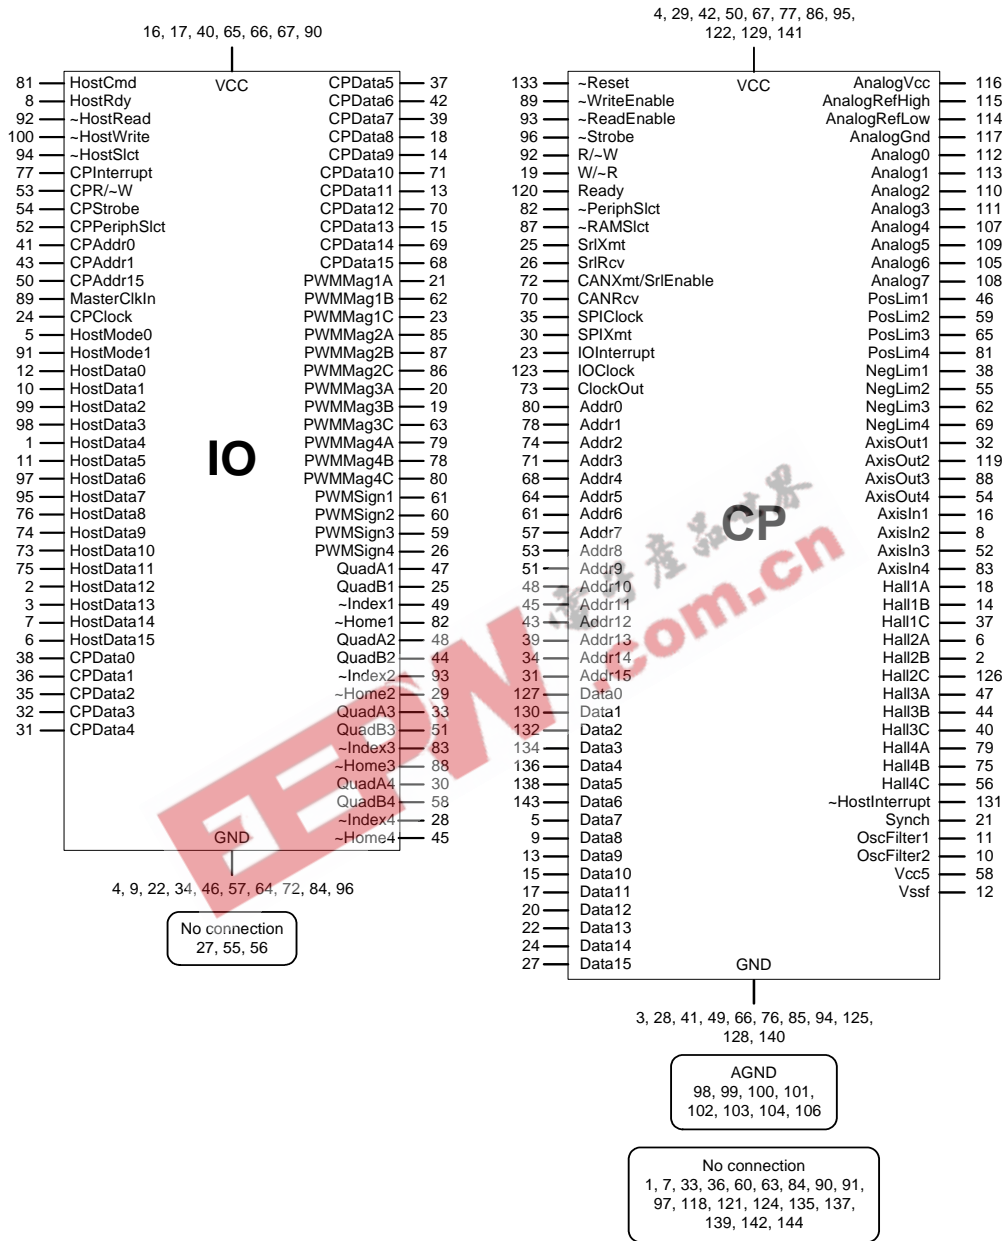 16, 17, 40, 65, 66, 67, 90
VCC
81 HostCmd
8 HostRdy
92 ~HostRead
100 ~HostWrite
94 ~HostSlct
77 CPInterrupt
53 CPR/~W
54 CPStrobe
52 CPPeriphSlct
41 CPAddr0
43 CPAddr1
50 CPAddr15
89 MasterClkIn
24 CPClock
5 HostMode0
91 HostMode1
12 HostData0
10 HostData1
99 HostData2
98 HostData3
1 HostData4
11 HostData5
97 HostData6
95 HostData7
76 HostData8
74 HostData9
73 HostData10
75 HostData11
2 HostData12
3 HostData13
7 HostData14
6 HostData15
38 CPData0
36 CPData1
35 CPData2
32 CPData3
31 CPData4
IO
CPData5 37
CPData6 42
CPData7 39
CPData8 18
CPData9 14
CPData10 71
CPData11 13
CPData12 70
CPData13 15
CPData14 69
CPData15 68
PWMMag1A 21
PWMMag1B 62
PWMMag1C 23
PWMMag2A 85
PWMMag2B 87
PWMMag2C 86
PWMMag3A 20
PWMMag3B 19
PWMMag3C 63
PWMMag4A 79
PWMMag4B 78
PWMMag4C 80
PWMSign1 61
PWMSign2 60
PWMSign3 59
PWMSign4 26
QuadA1 47
QuadB1 25
~Index1 49
~Home1 82
QuadA2 48
QuadB2 44
~Index2 93
~Home2 29
QuadA3 33
QuadB3 51
~Index3 83
~Home3 88
QuadA4 30
QuadB4 58
~Index4 28
~Home4 45
GND
4, 9, 22, 34, 46, 57, 64, 72, 84, 96
No connection
27, 55, 56
4, 29, 42, 50, 67, 77, 86, 95,
122, 129, 141
VCC
133 ~Reset
89 ~WriteEnable
93 ~ReadEnable
96 ~Strobe
92 R/~W
19 W/~R
120 Ready
82 ~PeriphSlct
87 ~RAMSlct
25 SrlXmt
26 SrlRcv
72 CANXmt/SrlEnable
70 CANRcv
35 SPIClock
30 SPIXmt
23 IOInterrupt
123 IOClock
73 ClockOut
80 Addr0
78 Addr1
74 Addr2
71 Addr3
68 Addr4
64 Addr5
61 Addr6
57 Addr7
53 Addr8
51 Addr9
48 Addr10
45 Addr11
43 Addr12
39 Addr13
34 Addr14
31 Addr15
127 Data0
130 Data1
132 Data2
134 Data3
136 Data4
138 Data5
143 Data6
5 Data7
9 Data8
13 Data9
15 Data10
17 Data11
20 Data12
22 Data13
24 Data14
27 Data15
CP
AnalogVcc 116
AnalogRefHigh 115
AnalogRefLow 114
AnalogGnd 117
Analog0 112
Analog1 113
Analog2 110
Analog3 111
Analog4 107
Analog5 109
Analog6 105
Analog7 108
PosLim1 46
PosLim2 59
PosLim3 65
PosLim4 81
NegLim1 38
NegLim2 55
NegLim3 62
NegLim4 69
AxisOut1 32
AxisOut2 119
AxisOut3 88
AxisOut4 54
AxisIn1 16
AxisIn2 8
AxisIn3 52
AxisIn4 83
Hall1A 18
Hall1B 14
Hall1C 37
Hall2A 6
Hall2B 2
Hall2C 126
Hall3A 47
Hall3B 44
Hall3C 40
Hall4A 79
Hall4B 75
Hall4C 56
~HostInterrupt 131
Synch 21
OscFilter1 11
OscFilter2 10
Vcc5 58
Vssf 12
GND
3, 28, 41, 49, 66, 76, 85, 94, 125,
128, 140
AGND
98, 99, 100, 101,
102, 103, 104, 106
No connection
1, 7, 33, 36, 60, 63, 84, 90, 91,
97, 118, 121, 124, 135, 137,
139, 142, 144
EEPW
.com.cn
電子產品世界